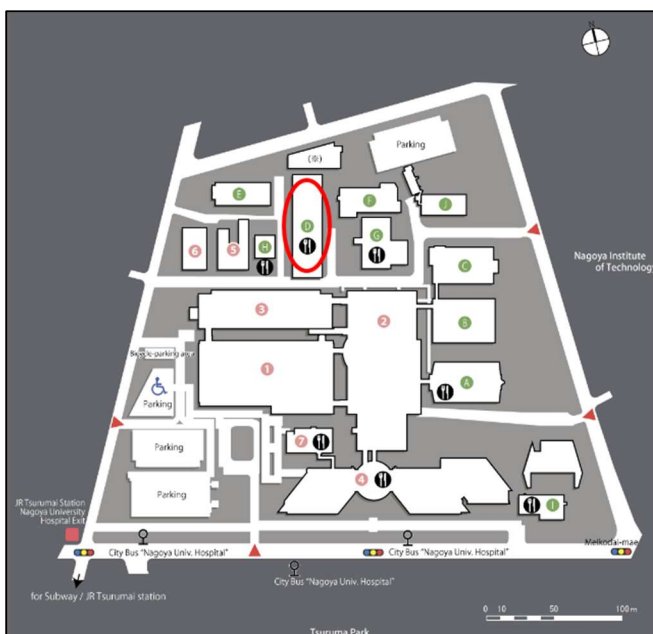 N
Parking
(※)
E
D
F
J
G
H
6
5
Nagoya Institute
of Technology
C
3
2
B
Bicycle-parking area
1
A
Parking
7
Parking
4
Parking
I
JR Tsurumai Station
Nagoya University
Hospital Exit
City Bus "Nagoya Univ. Hospital"
City Bus "Nagoya Univ. Hospital"
Meikodai-mae
City Bus "Nagoya Univ. Hospital"
for Subway / JR Tsurumai station
0 10 50 100 m
Tsuruma Park